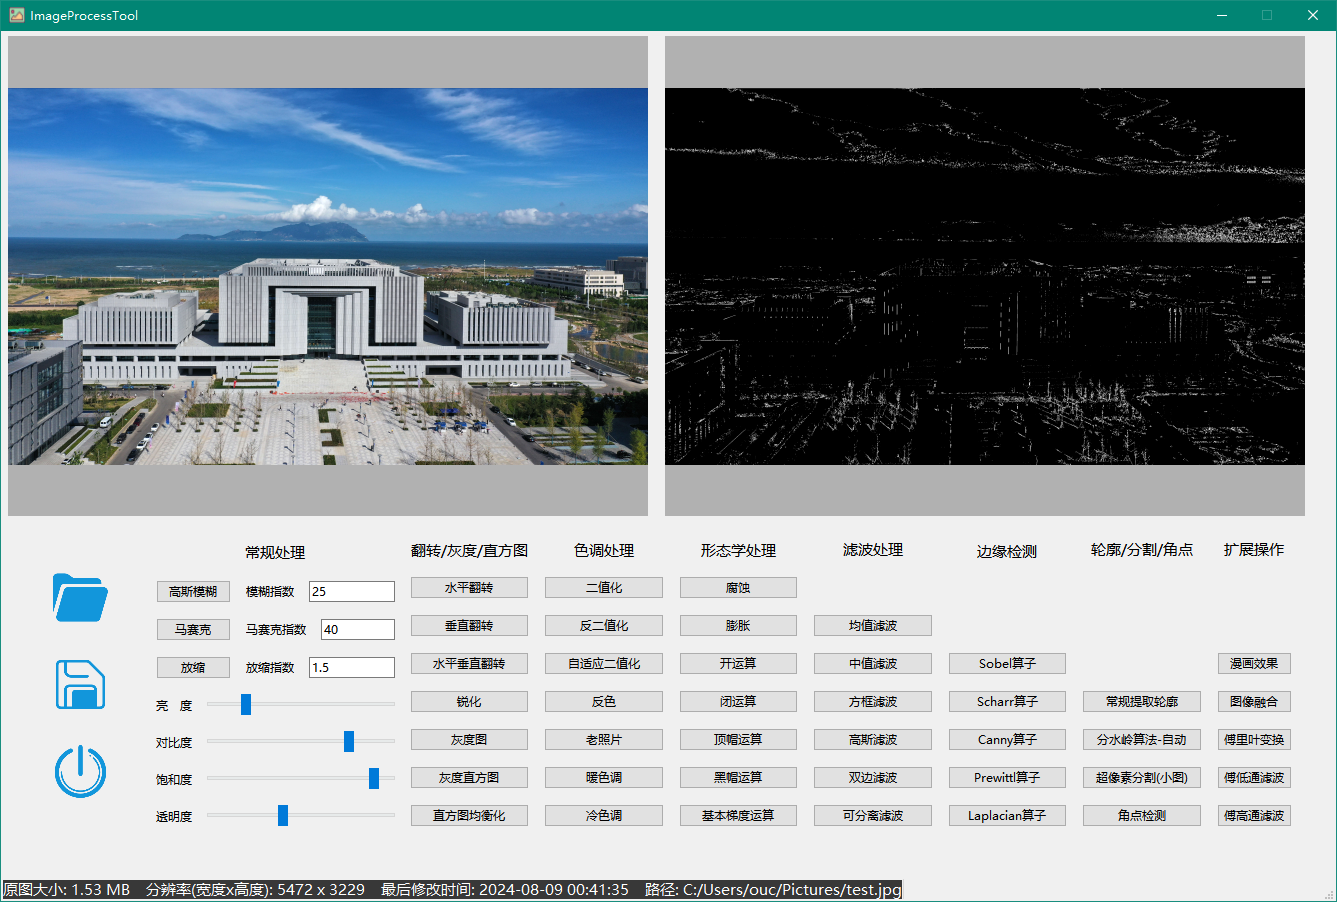 ImageProcessTool
常规处理
翻转/灰度/直方图
色调处理
形态学处理
滤波处理
边缘检测
轮廓/分割/角点
扩展操作
高斯模糊 模糊指数 25
水平翻转
二值化
腐蚀
马赛克 马赛克指数 40
垂直翻转
反二值化
膨胀
均值滤波
放缩 放缩指数 1.5
水平垂直翻转
自适应二值化
开运算
中值滤波
Sobel算子
漫画效果
亮 度
锐化
反色
闭运算
方框滤波
Scharr算子
常规提取轮廓
图像融合
对比度
灰度图
老照片
顶帽运算
高斯滤波
Canny算子
分水岭算法-自动
傅里叶变换
饱和度
灰度直方图
暖色调
黑帽运算
双边滤波
Prewittl算子
超像素分割(小图)
傅低通滤波
透明度
直方图均衡化
冷色调
基本梯度运算
可分离滤波
Laplacian算子
角点检测
傅高通滤波
原图大小: 1.53 MB 分辨率(宽度x高度): 5472 x 3229 最后修改时间: 2024-08-09 00:41:35 路径: C:/Users/ouc/Pictures/test.jpg